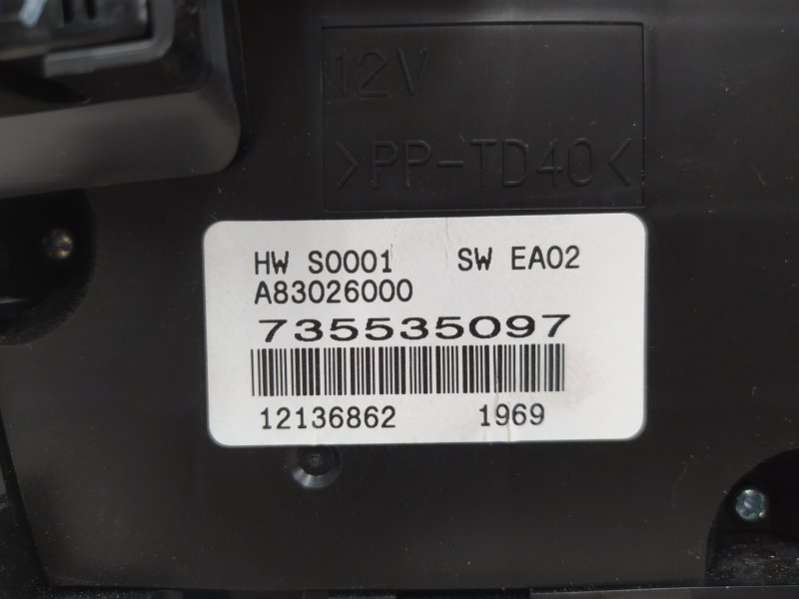 12V
>PP-TD40<
HW S0001 SW EA02
A83026000
735535097
12136862 1969